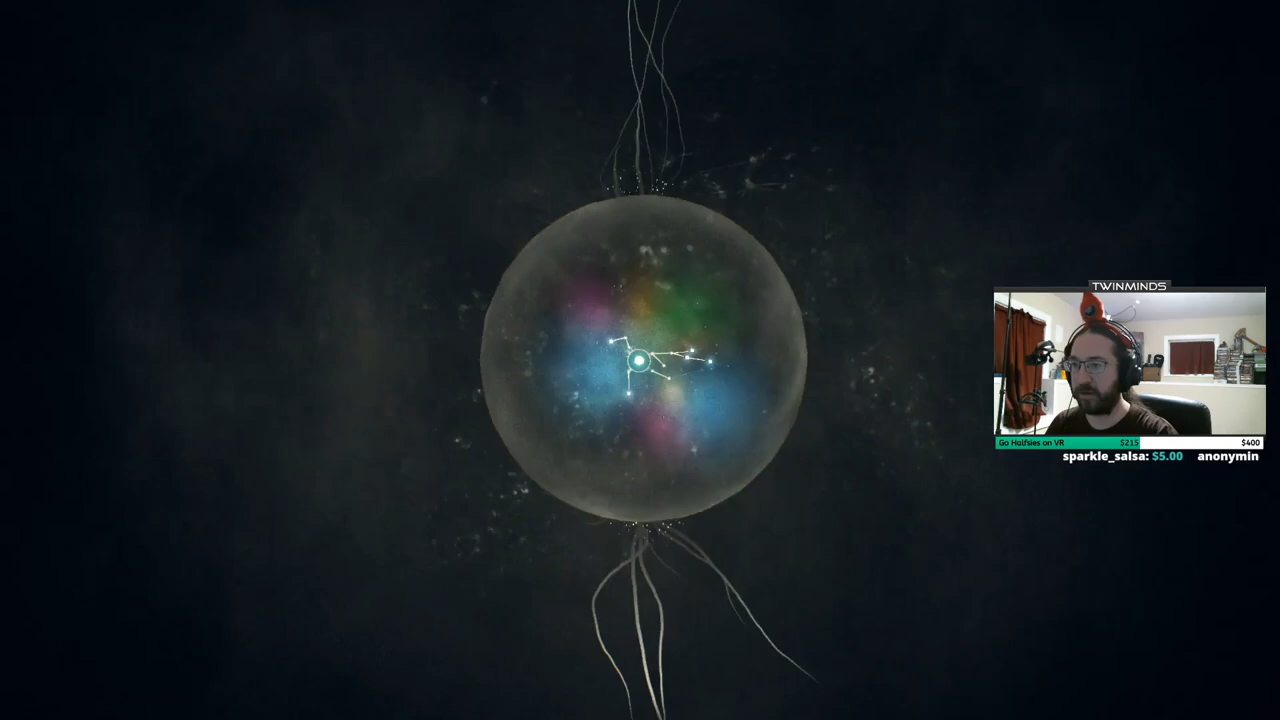 TWINMINDS
Go Halfsies on VR $215 $400
sparkle_salsa: $5.00 anonymin